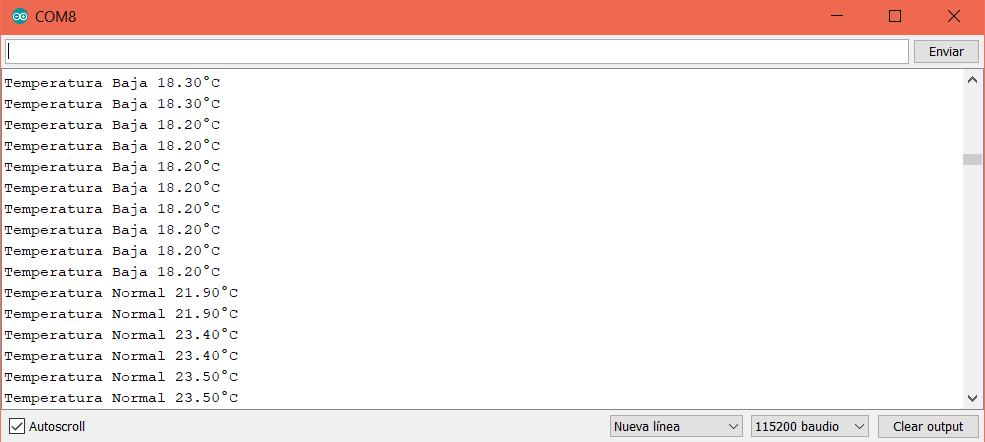 COM8
Enviar
Temperatura Baja 18.30°C
Temperatura Baja 18.30°C
Temperatura Baja 18.20°C
Temperatura Baja 18.20°C
Temperatura Baja 18.20°C
Temperatura Baja 18.20°C
Temperatura Baja 18.20°C
Temperatura Baja 18.20°C
Temperatura Baja 18.20°C
Temperatura Baja 18.20°C
Temperatura Normal 21.90°C
Temperatura Normal 21.90°C
Temperatura Normal 23.40°C
Temperatura Normal 23.40°C
Temperatura Normal 23.50°C
Temperatura Normal 23.50°C
Autoscroll Nueva línea 115200 baudio Clear output